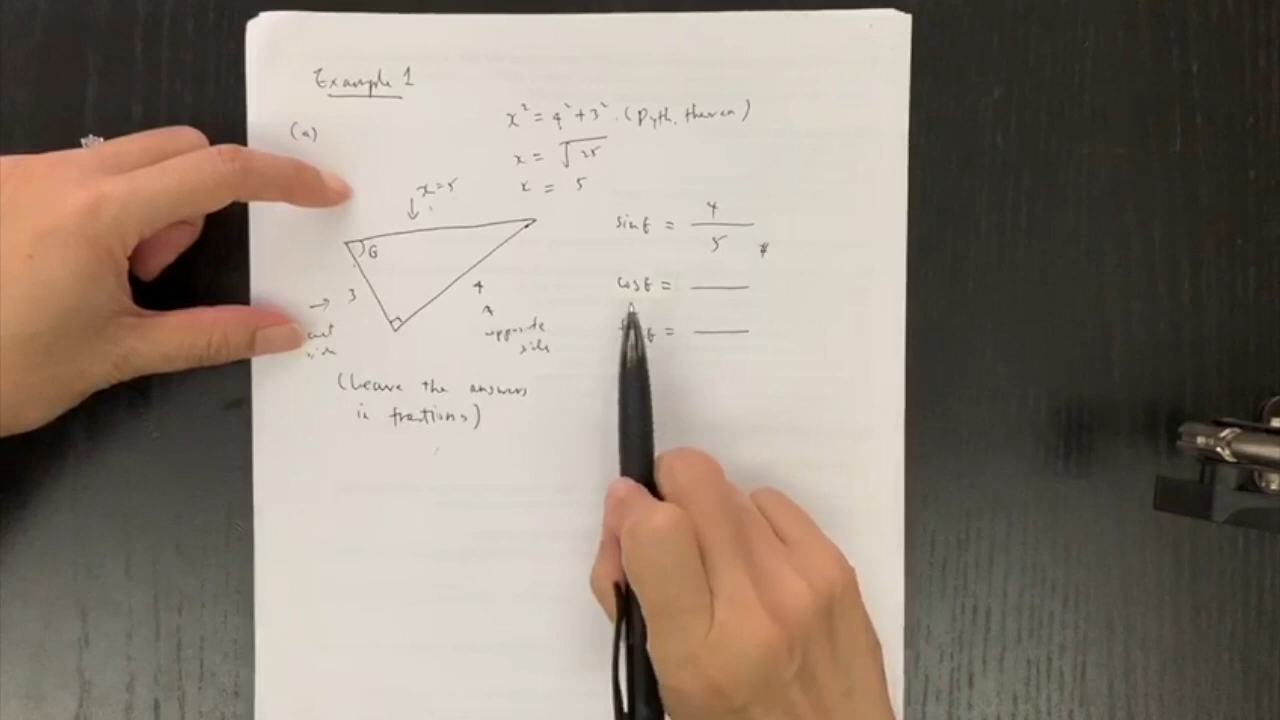 Example 1
(a)
x² = 4² + 3² (Pyth. theorem)
x = √25
x = 5
x=5
θ
3
4
opposite
side
sinθ = 4/5
cosθ =
θ =
(Leave the answers
in fractions)